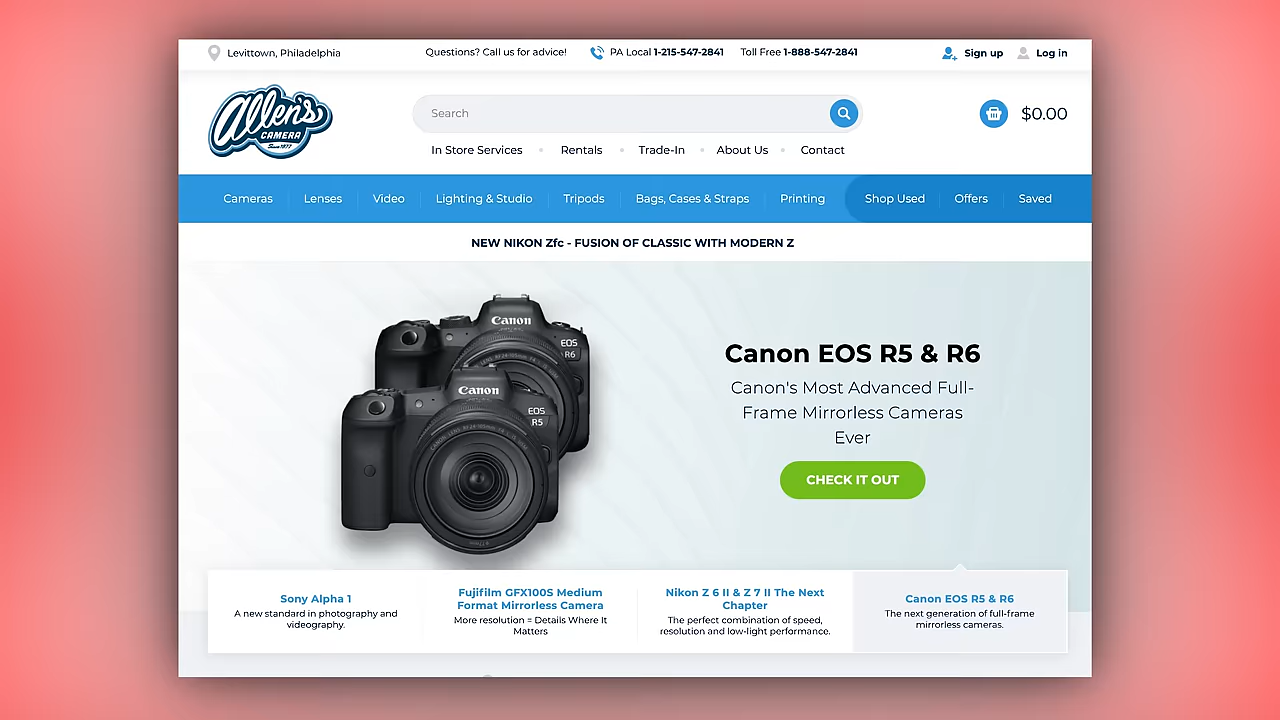 Levittown, Philadelphia
Questions? Call us for advice!
PA Local 1-215-547-2841
Toll Free 1-888-547-2841
Sign up
Log in
Allen's
CAMERA
Since 1977
Search
$0.00
In Store Services
Rentals
Trade-In
About Us
Contact
Cameras
Lenses
Video
Lighting & Studio
Tripods
Bags, Cases & Straps
Printing
Shop Used
Offers
Saved
NEW NIKON Zfc - FUSION OF CLASSIC WITH MODERN Z
Canon
EOS
R6
Canon
EOS
R5
Canon EOS R5 & R6
Canon's Most Advanced Full-
Frame Mirrorless Cameras
Ever
CHECK IT OUT
Sony Alpha 1
A new standard in photography and
videography.
Fujifilm GFX100S Medium
Format Mirrorless Camera
More resolution = Details Where It
Matters
Nikon Z 6 II & Z 7 II The Next
Chapter
The perfect combination of speed,
resolution and low-light performance.
Canon EOS R5 & R6
The next generation of full-frame
mirrorless cameras.